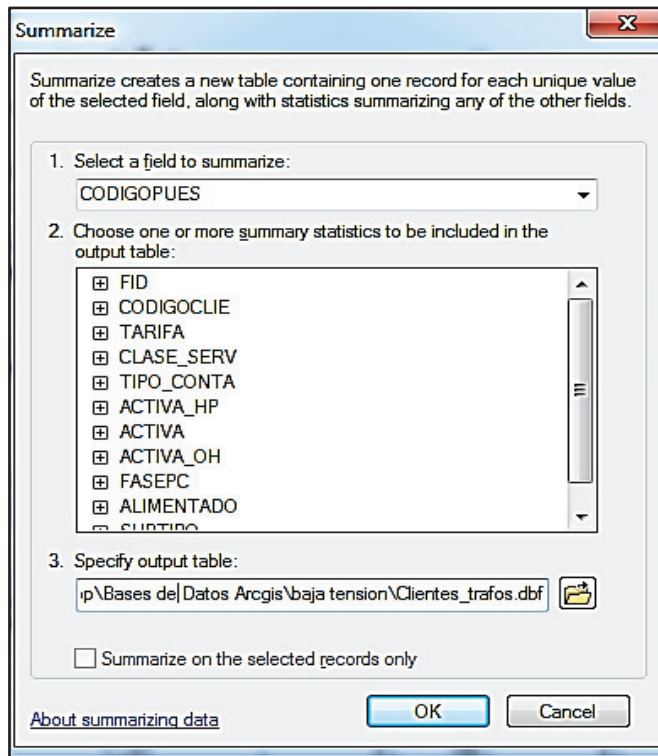 Summarize
Summarize creates a new table containing one record for each unique value
of the selected field, along with statistics summarizing any of the other fields.
1. Select a field to summarize:
CODIGOPUES
2. Choose one or more summary statistics to be included in the
output table:
FID
CODIGOCLIE
TARIFA
CLASE_SERV
TIPO_CONTA
ACTIVA_HP
ACTIVA
ACTIVA_OH
FASEPC
ALIMENTADO
SUBTIPO
3. Specify output table:
p\Bases de Datos Arcgis\baja tension\Clientes_trafos.dbf
Summarize on the selected records only
About summarizing data
OK
Cancel